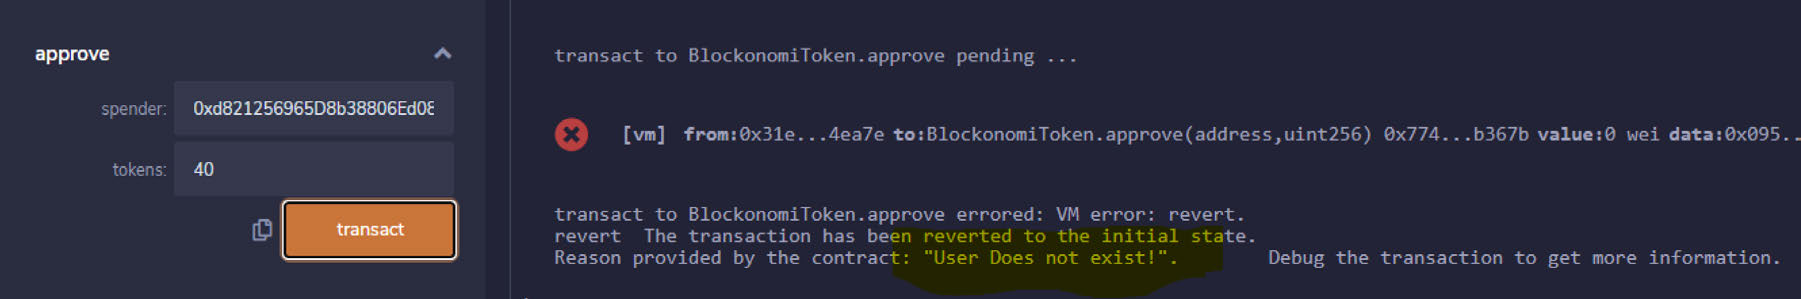 approve
spender: 0xd821256965D8b38806Ed08
tokens: 40
transact
transact to BlockonomiToken.approve pending ...
[vm] from:0x31e...4ea7e to:BlockonomiToken.approve(address,uint256) 0x774...b367b value:0 wei data:0x095..
transact to BlockonomiToken.approve errored: VM error: revert.
revert The transaction has been reverted to the initial state.
Reason provided by the contract: "User Does not exist!". Debug the transaction to get more information.